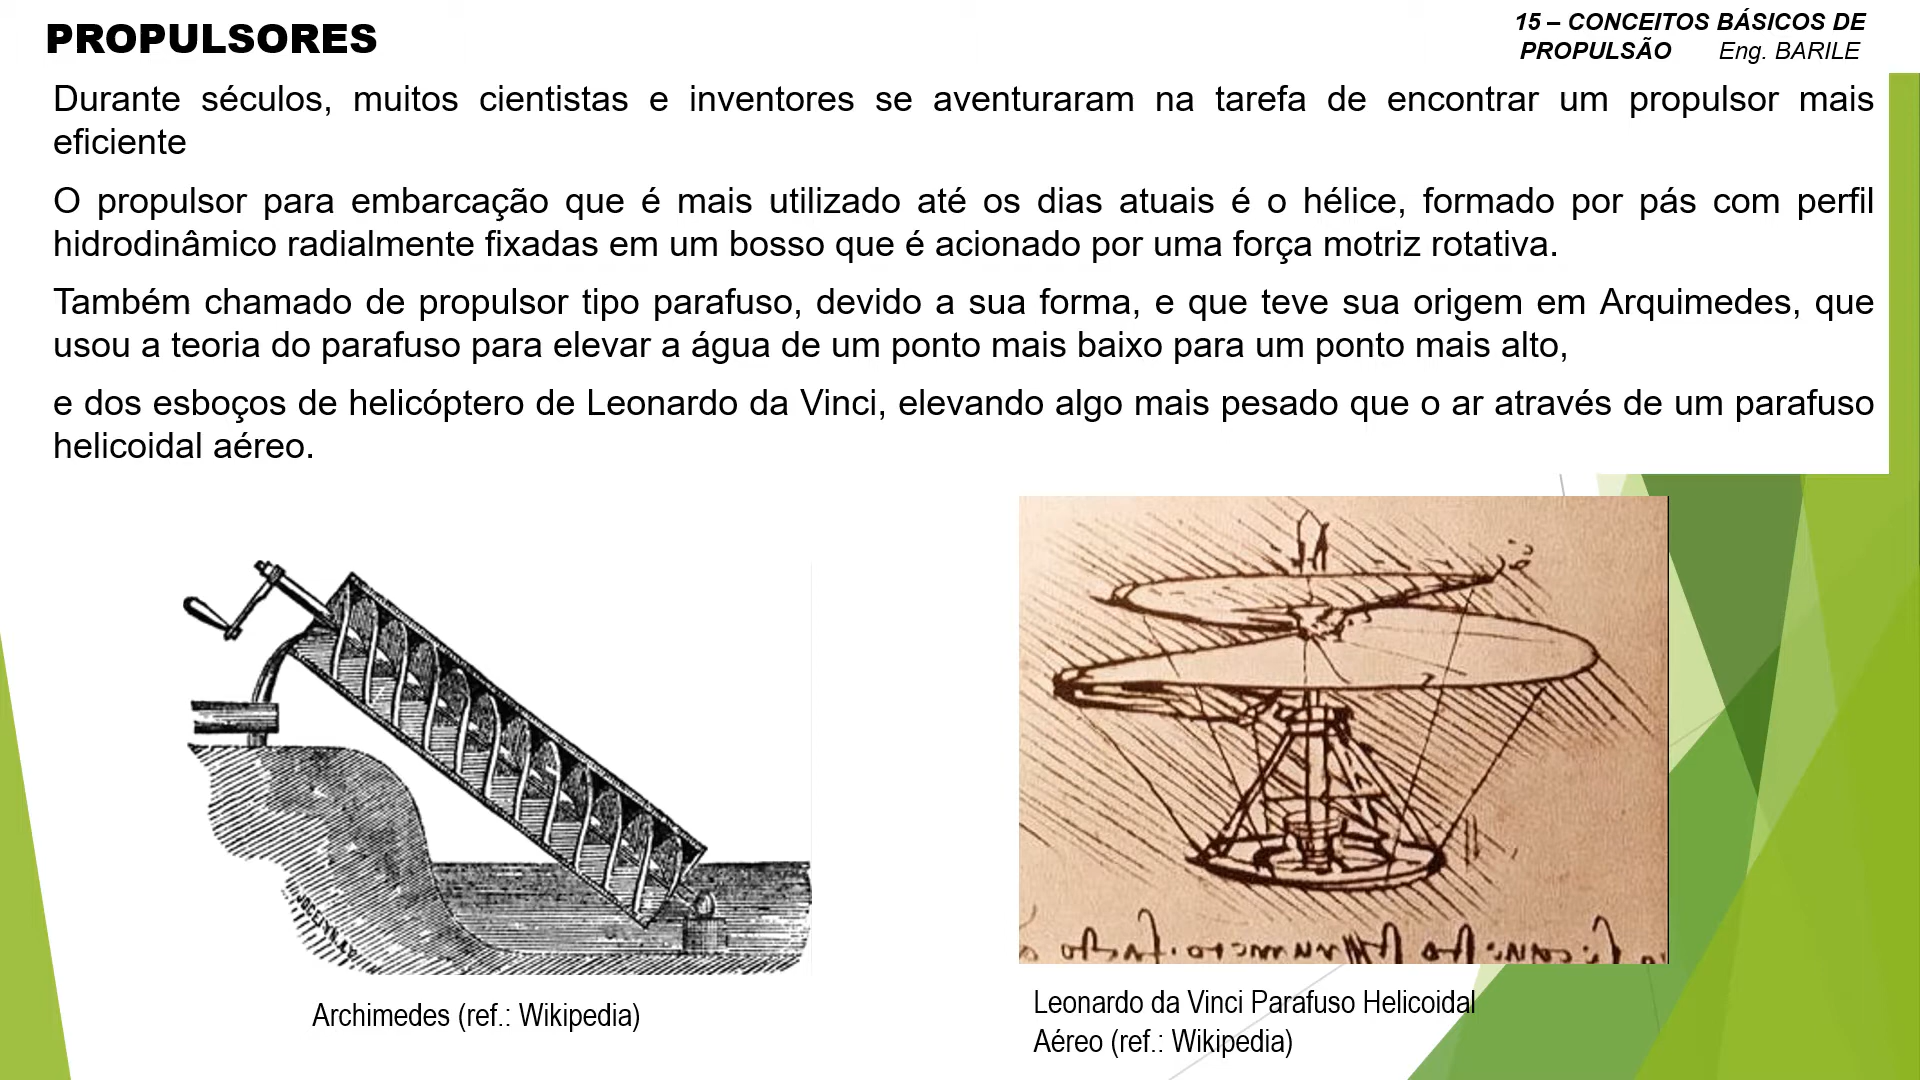 PROPULSORES
15 – CONCEITOS BÁSICOS DE
PROPULSÃO Eng. BARILE
Durante séculos, muitos cientistas e inventores se aventuraram na tarefa de encontrar um propulsor mais
eficiente
O propulsor para embarcação que é mais utilizado até os dias atuais é o hélice, formado por pás com perfil
hidrodinâmico radialmente fixadas em um bosso que é acionado por uma força motriz rotativa.
Também chamado de propulsor tipo parafuso, devido a sua forma, e que teve sua origem em Arquimedes, que
usou a teoria do parafuso para elevar a água de um ponto mais baixo para um ponto mais alto,
e dos esboços de helicóptero de Leonardo da Vinci, elevando algo mais pesado que o ar através de um parafuso
helicoidal aéreo.
Archimedes (ref.: Wikipedia)
Leonardo da Vinci Parafuso Helicoidal
Aéreo (ref.: Wikipedia)